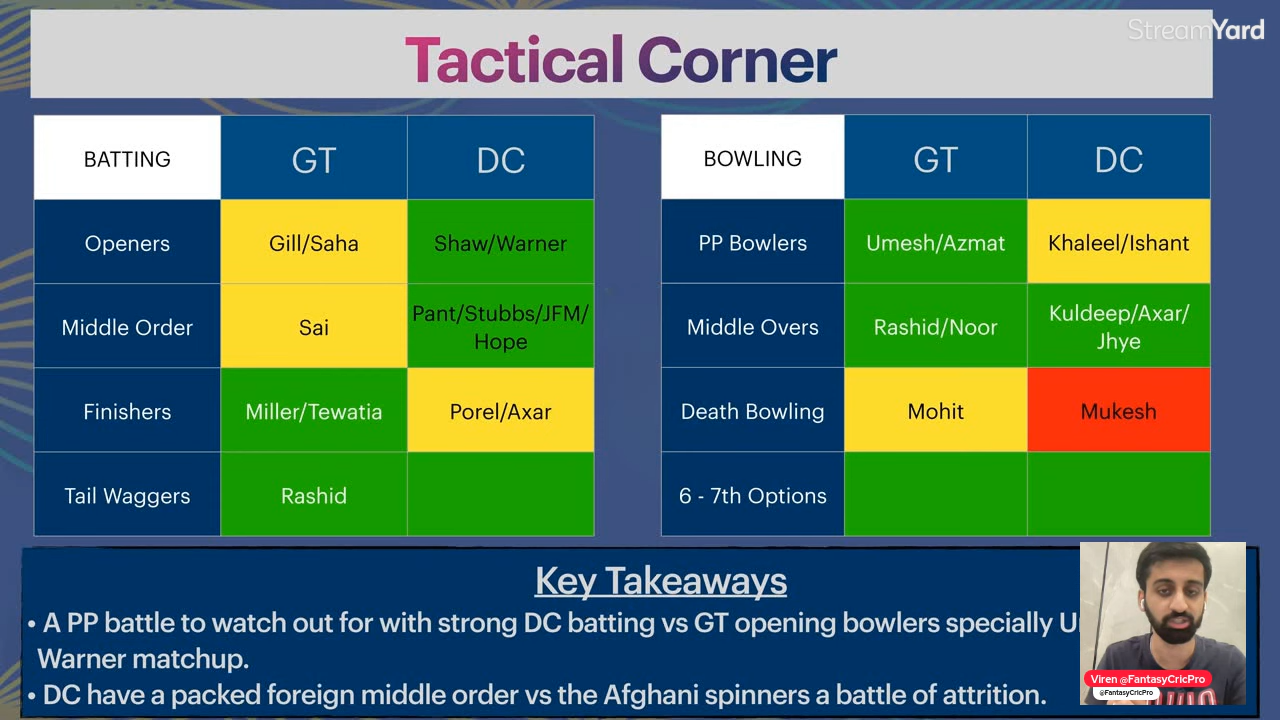 StreamYard
Tactical Corner
BATTING GT DC
Openers Gill/Saha Shaw/Warner
Middle Order Sai Pant/Stubbs/JFM/
Hope
Finishers Miller/Tewatia Porel/Axar
Tail Waggers Rashid
BOWLING GT DC
PP Bowlers Umesh/Azmat Khaleel/Ishant
Middle Overs Rashid/Noor Kuldeep/Axar/
Jhye
Death Bowling Mohit Mukesh
6 - 7th Options
Key Takeaways
• A PP battle to watch out for with strong DC batting vs GT opening bowlers specially
Warner matchup.
• DC have a packed foreign middle order vs the Afghani spinners a battle of attrition.
Viren @FantasyCricPro
@FantasyCricPro